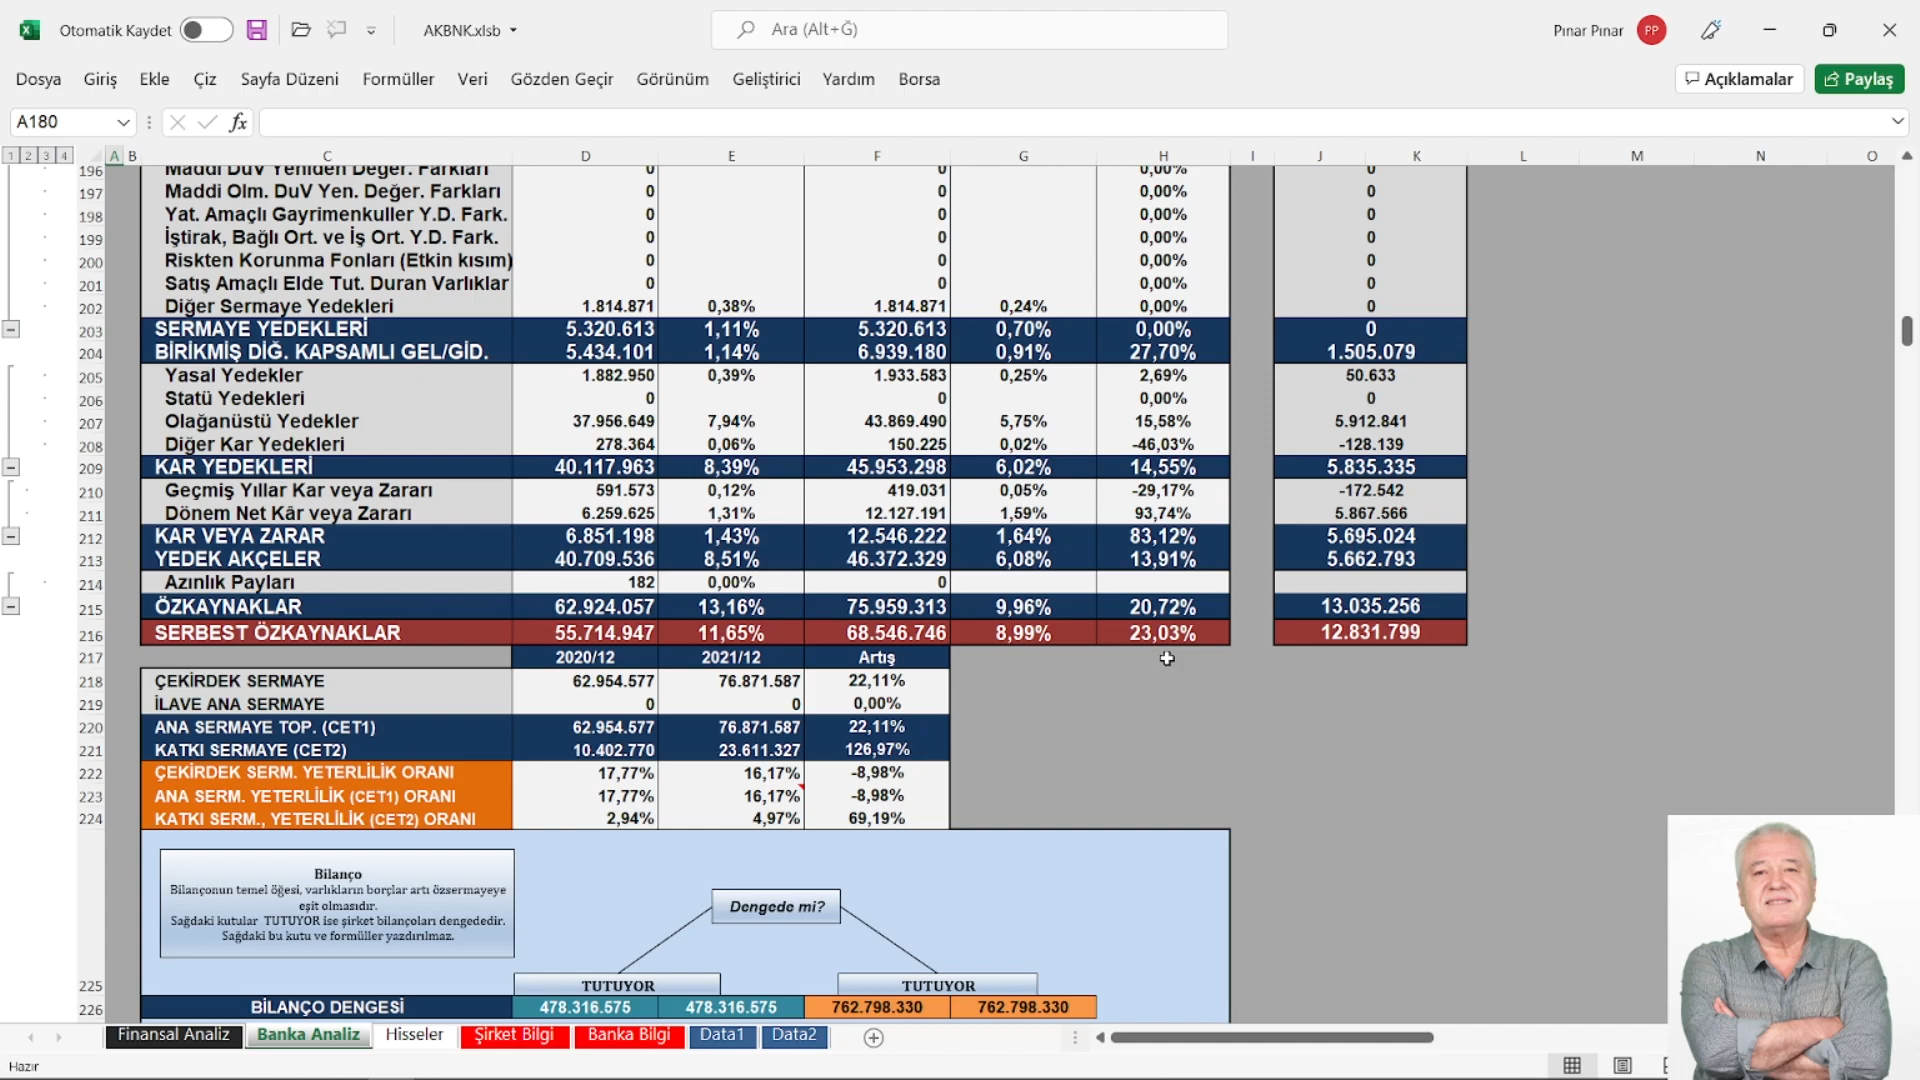 Otomatik Kaydet AKBNK.xlsb Ara (Alt+Ğ) Pınar Pınar PP
Dosya Giriş Ekle Çiz Sayfa Düzeni Formüller Veri Gözden Geçir Görünüm Geliştirici Yardım Borsa Açıklamalar Paylaş
A180 fx
1 2 3 4 A B C D E F G H I J K L M N O
196 Maddi DuV Yeniden Değer. Farkları 0 0 0,00% 0
197 Maddi Olm. DuV Yen. Değer. Farkları 0 0 0,00% 0
198 Yat. Amaçlı Gayrimenkuller Y.D. Fark. 0 0 0,00% 0
199 İştirak, Bağlı Ort. ve İş Ort. Y.D. Fark. 0 0 0,00% 0
200 Riskten Korunma Fonları (Etkin kısım) 0 0 0,00% 0
201 Satış Amaçlı Elde Tut. Duran Varlıklar 0 0 0,00% 0
202 Diğer Sermaye Yedekleri 1.814.871 0,38% 1.814.871 0,24% 0,00% 0
203 SERMAYE YEDEKLERİ 5.320.613 1,11% 5.320.613 0,70% 0,00% 0
204 BİRİKMİŞ DİĞ. KAPSAMLI GEL/GİD. 5.434.101 1,14% 6.939.180 0,91% 27,70% 1.505.079
205 Yasal Yedekler 1.882.950 0,39% 1.933.583 0,25% 2,69% 50.633
206 Statü Yedekleri 0 0 0,00% 0
207 Olağanüstü Yedekler 37.956.649 7,94% 43.869.490 5,75% 15,58% 5.912.841
208 Diğer Kar Yedekleri 278.364 0,06% 150.225 0,02% -46,03% -128.139
209 KAR YEDEKLERİ 40.117.963 8,39% 45.953.298 6,02% 14,55% 5.835.335
210 Geçmiş Yıllar Kar veya Zararı 591.573 0,12% 419.031 0,05% -29,17% -172.542
211 Dönem Net Kâr veya Zararı 6.259.625 1,31% 12.127.191 1,59% 93,74% 5.867.566
212 KAR VEYA ZARAR 6.851.198 1,43% 12.546.222 1,64% 83,12% 5.695.024
213 YEDEK AKÇELER 40.709.536 8,51% 46.372.329 6,08% 13,91% 5.662.793
214 Azınlık Payları 182 0,00% 0
215 ÖZKAYNAKLAR 62.924.057 13,16% 75.959.313 9,96% 20,72% 13.035.256
216 SERBEST ÖZKAYNAKLAR 55.714.947 11,65% 68.546.746 8,99% 23,03% 12.831.799
217 2020/12 2021/12 Artış
218 ÇEKİRDEK SERMAYE 62.954.577 76.871.587 22,11%
219 İLAVE ANA SERMAYE 0 0 0,00%
220 ANA SERMAYE TOP. (CET1) 62.954.577 76.871.587 22,11%
221 KATKI SERMAYE (CET2) 10.402.770 23.611.327 126,97%
222 ÇEKİRDEK SERM. YETERLİLİK ORANI 17,77% 16,17% -8,98%
223 ANA SERM. YETERLİLİK (CET1) ORANI 17,77% 16,17% -8,98%
224 KATKI SERM., YETERLİLİK (CET2) ORANI 2,94% 4,97% 69,19%
Bilanço
Bilançonun temel öğesi, varlıkların borçlar artı özsermayeye
eşit olmasıdır.
Sağdaki kutular TUTUYOR ise şirket bilançoları dengededir.
Sağdaki bu kutu ve formüller yazdırılmaz.
Dengede mi?
225 TUTUYOR TUTUYOR
226 BİLANÇO DENGESİ 478.316.575 478.316.575 762.798.330 762.798.330
Finansal Analiz Banka Analiz Hisseler Şirket Bilgi Banka Bilgi Data1 Data2
Hazır